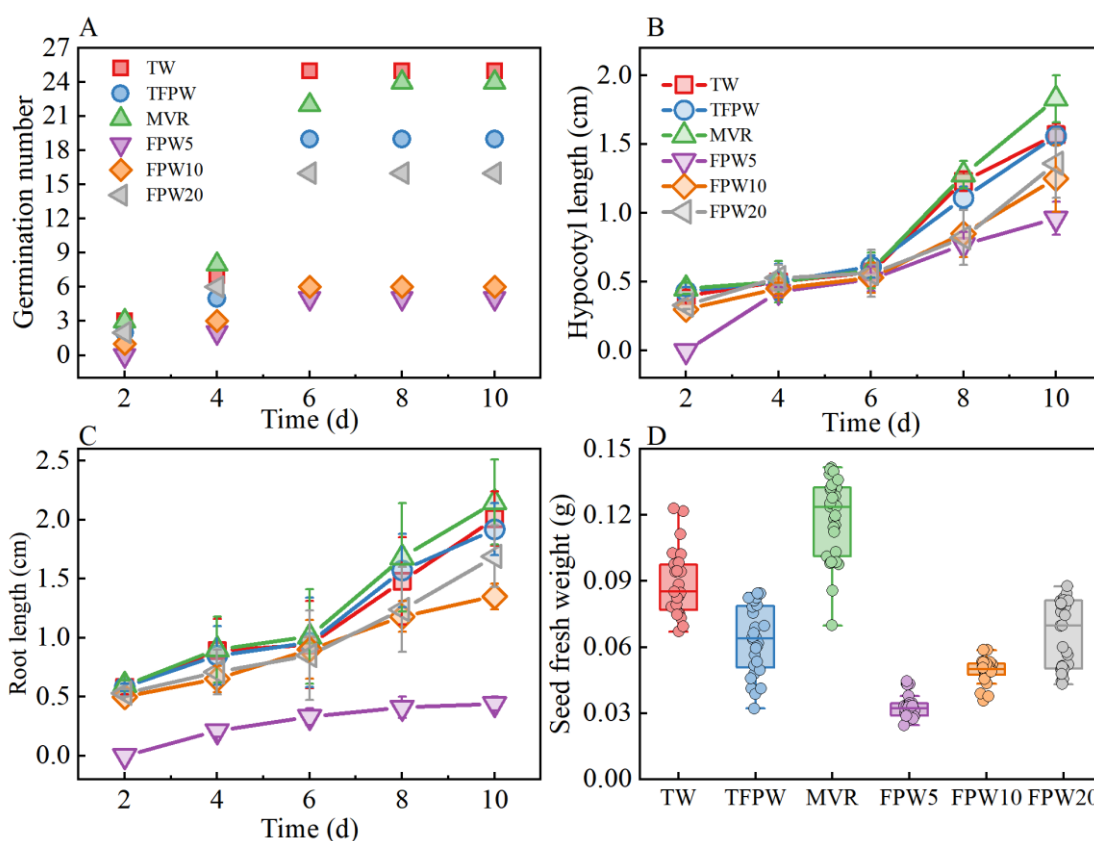 A
Germination number
27
24
21
18
15
12
9
6
3
0
TW
TFPW
MVR
FPW5
FPW10
FPW20
2 4 6 8 10
Time (d)
B
Hypocotyl length (cm)
2.0
1.5
1.0
0.5
0.0
TW
TFPW
MVR
FPW5
FPW10
FPW20
2 4 6 8 10
Time (d)
C
Root length (cm)
2.5
2.0
1.5
1.0
0.5
0.0
2 4 6 8 10
Time (d)
D
Seed fresh weight (g)
0.15
0.12
0.09
0.06
0.03
0.00
TW TFPW MVR FPW5 FPW10 FPW20